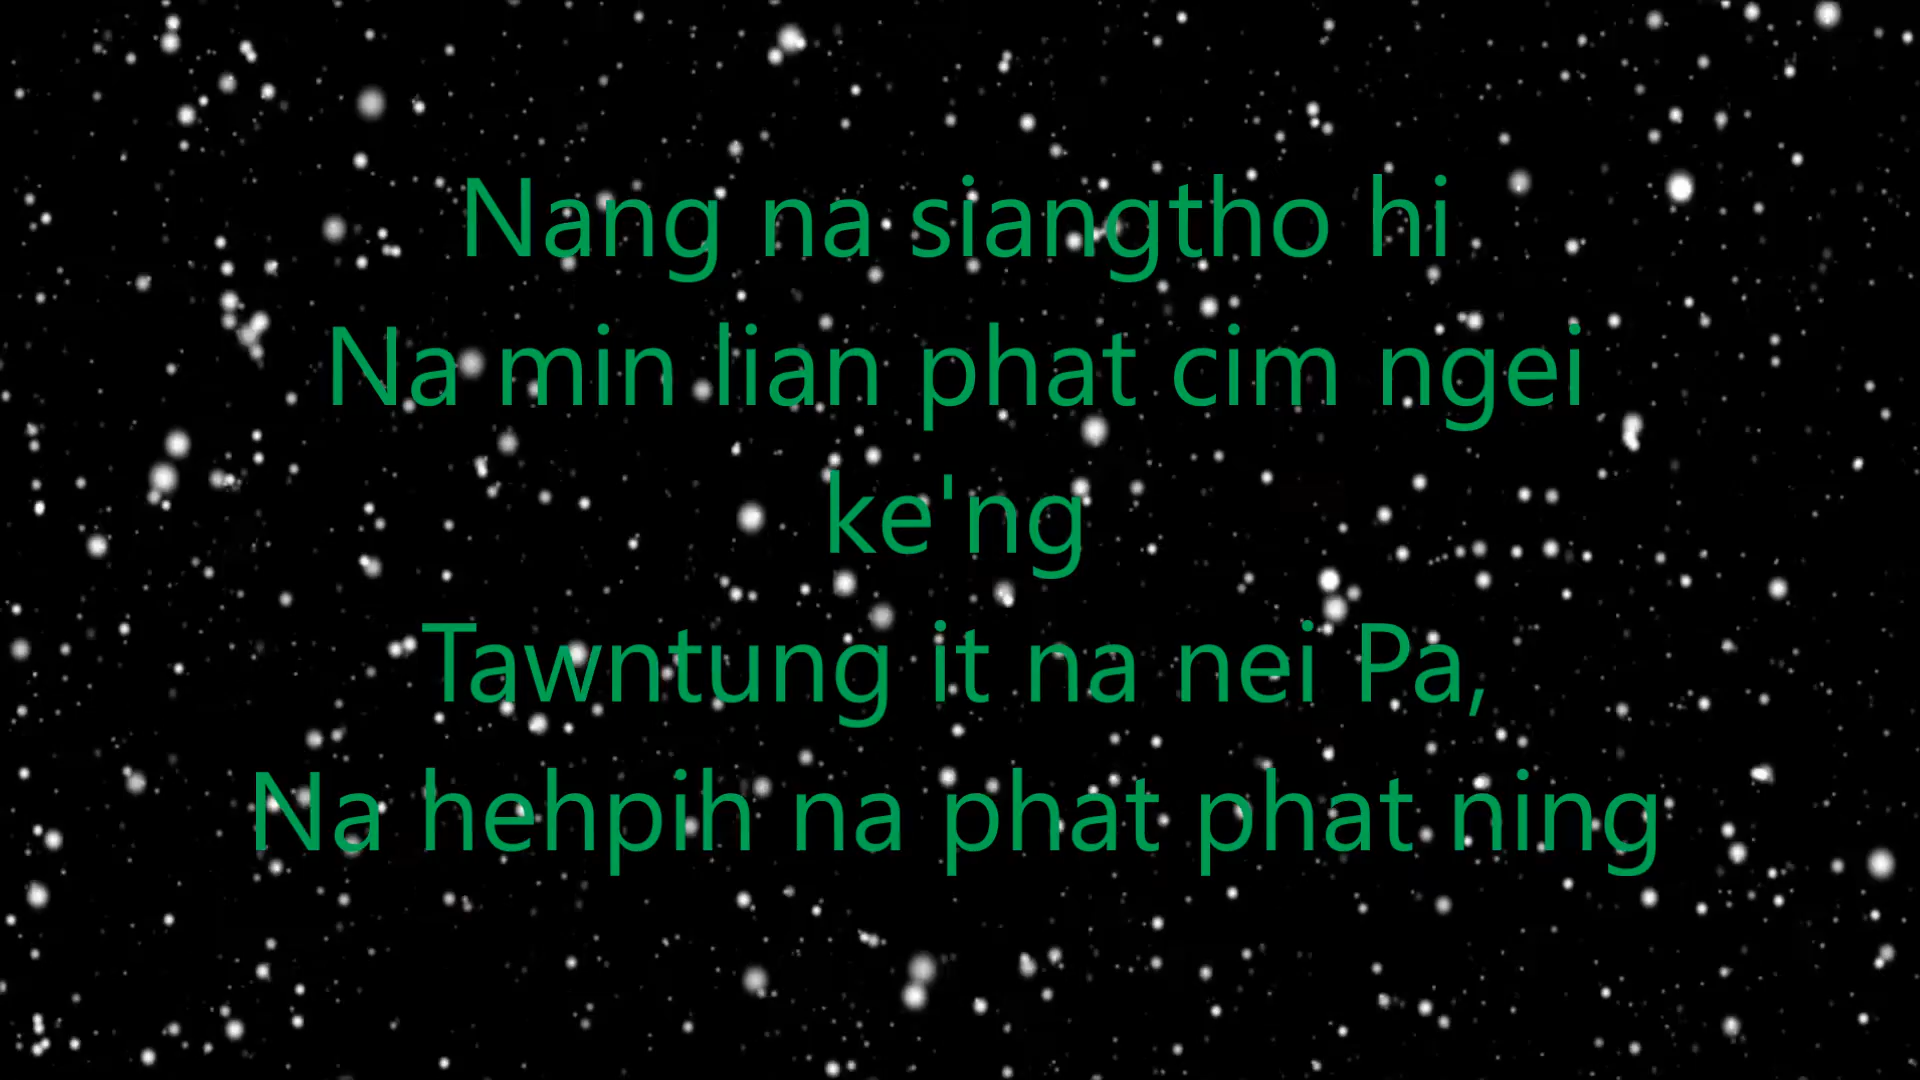 Nang na siangtho hi
Na min lian phat cim ngei
ke'ng
Tawntung it na nei Pa,
Na hehpih na phat phat ning